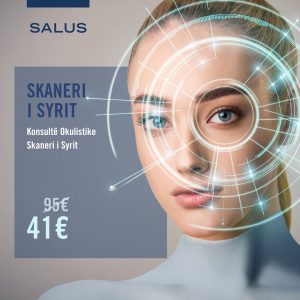 SALUS
SKANERI
I SYRIT
Konsultë Okulistike
Skaneri i Syrit
95€
41€